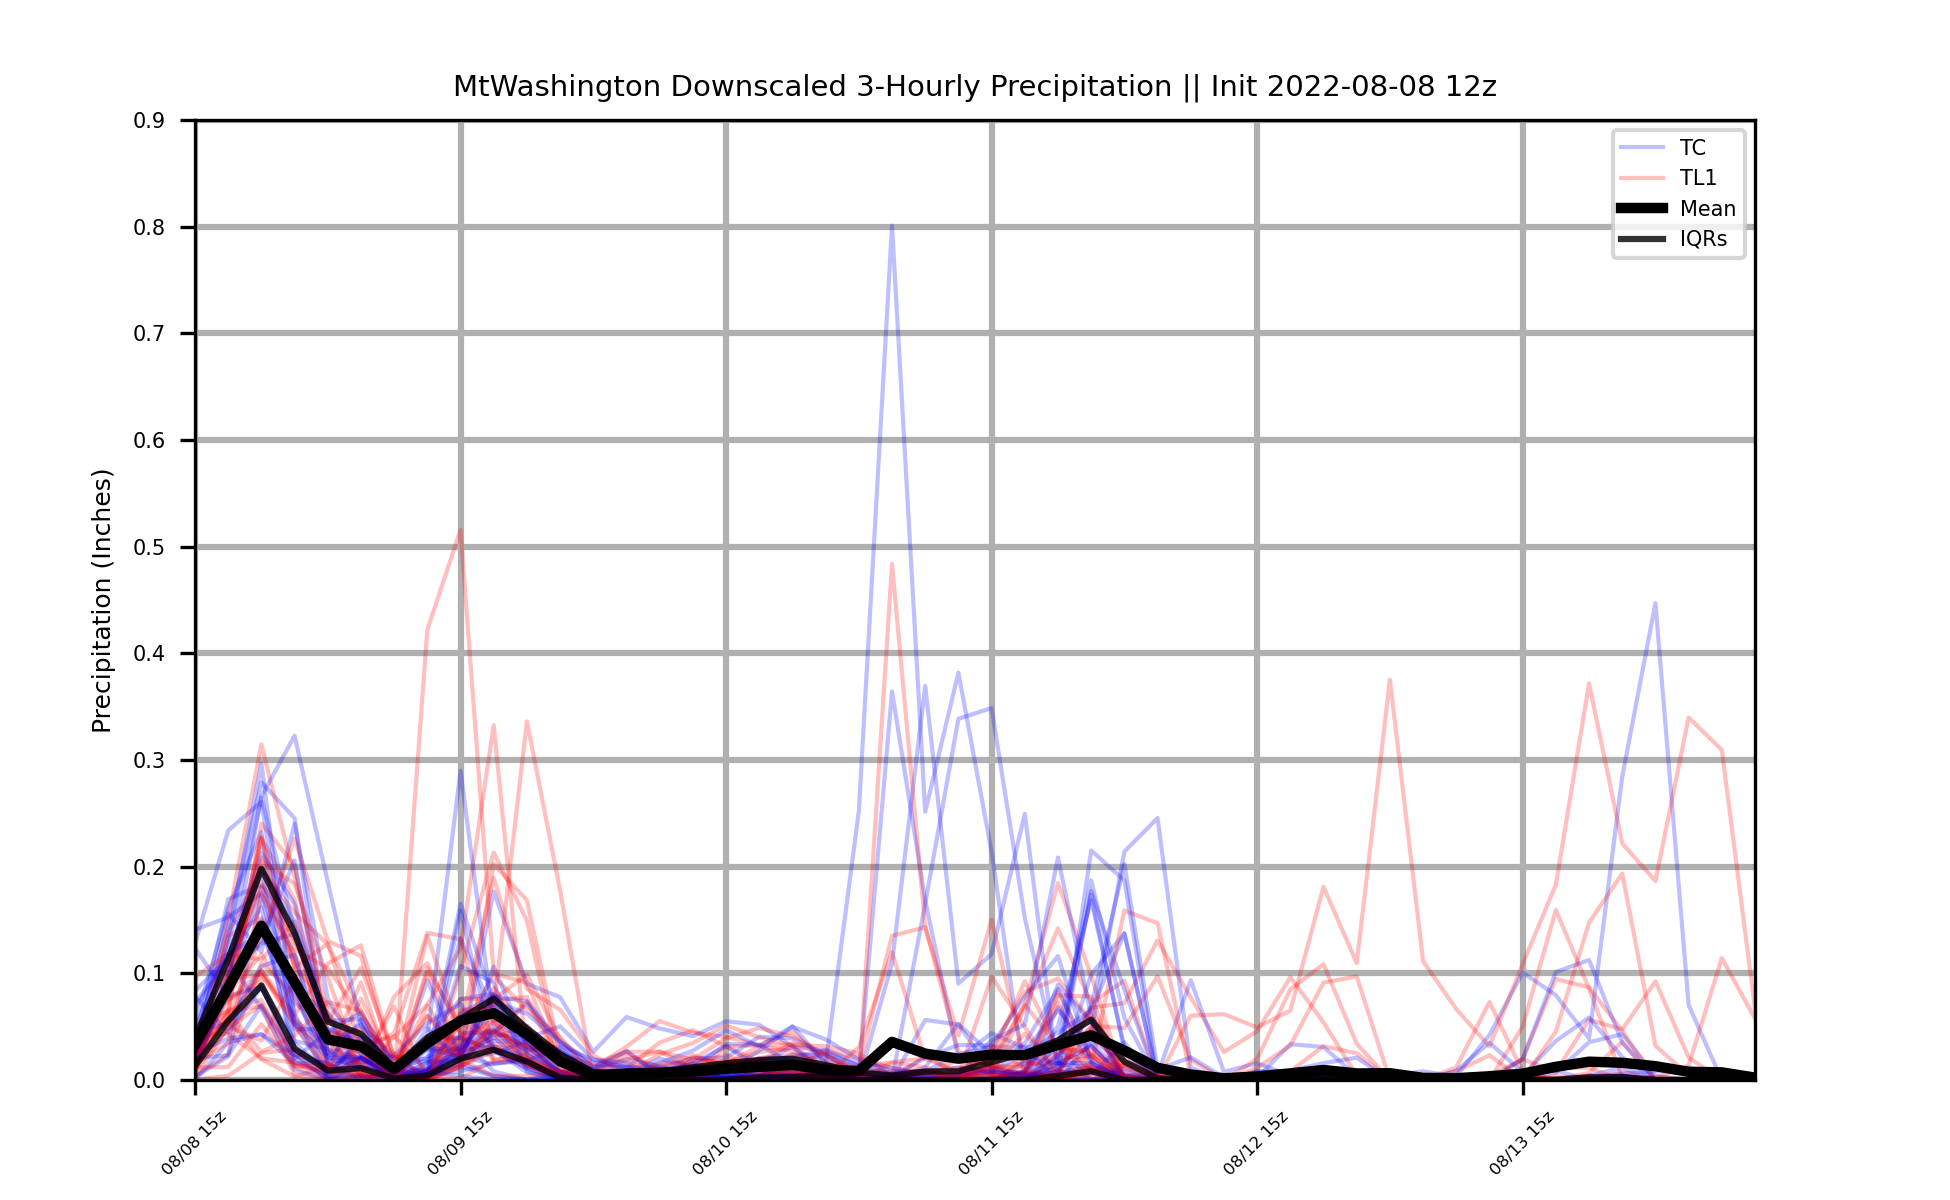 MtWashington Downscaled 3-Hourly Precipitation || Init 2022-08-08 12z
Precipitation (Inches)
0.9
0.8
0.7
0.6
0.5
0.4
0.3
0.2
0.1
0.0
TC
TL1
Mean
IQRs
08/08 15z
08/09 15z
08/10 15z
08/11 15z
08/12 15z
08/13 15z